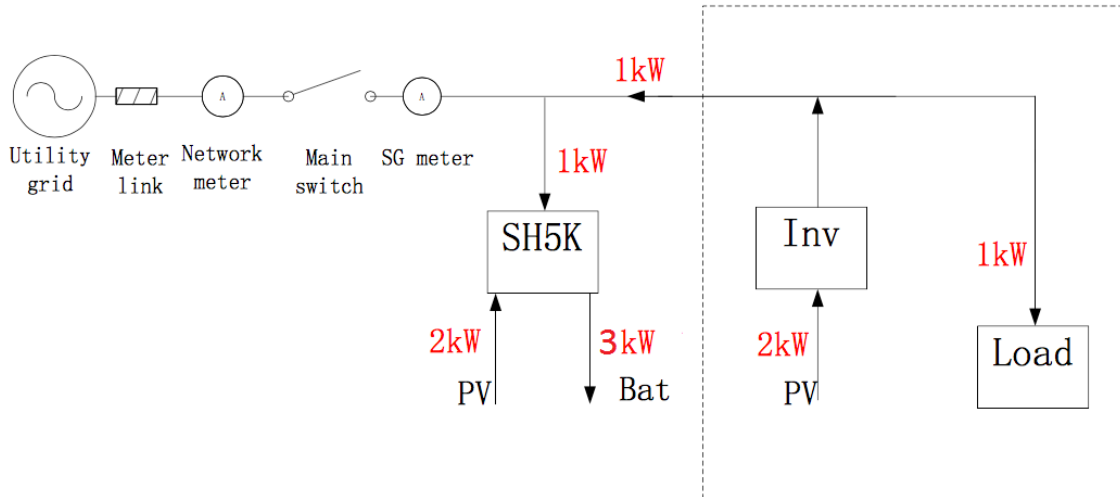 1kW
A
A
Utility
grid
Meter
link
Network
meter
Main
switch
SG meter
1kW
SH5K
Inv
1kW
2kW
3kW
2kW
Load
PV
Bat
PV